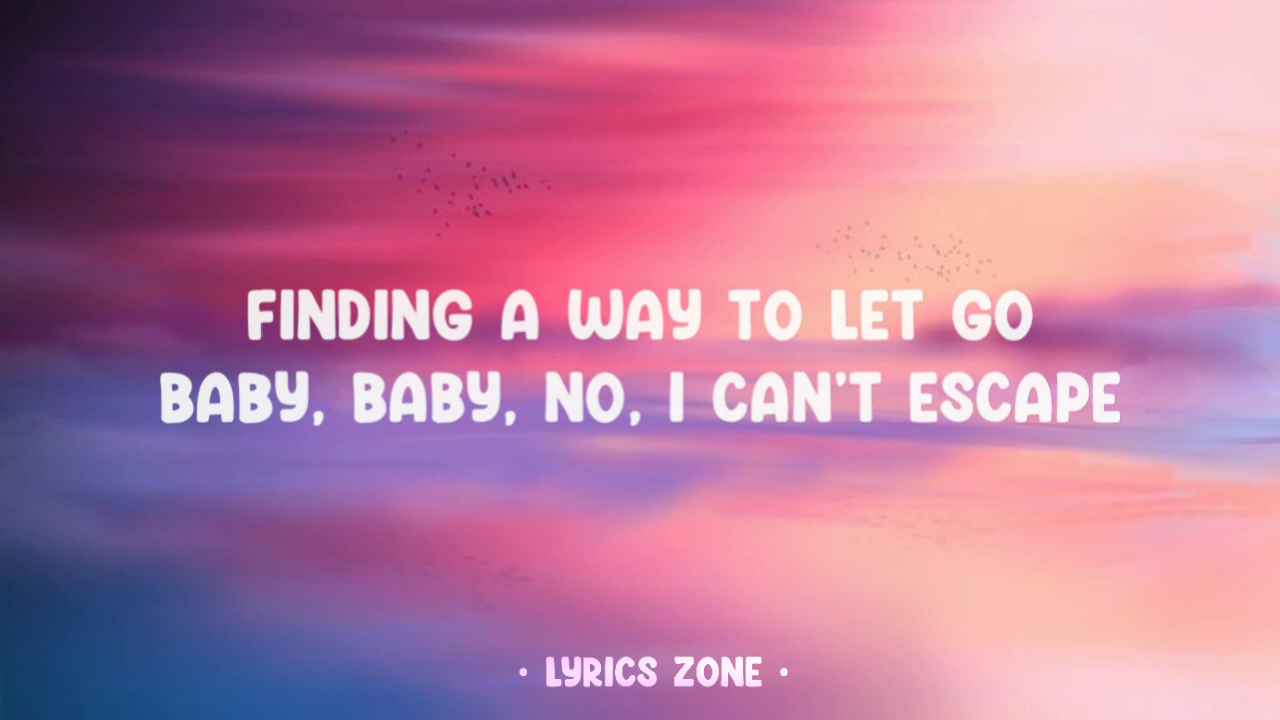 FINDING A WAY TO LET GO
BABY, BABY, NO, I CAN'T ESCAPE
• LYRICS ZONE •